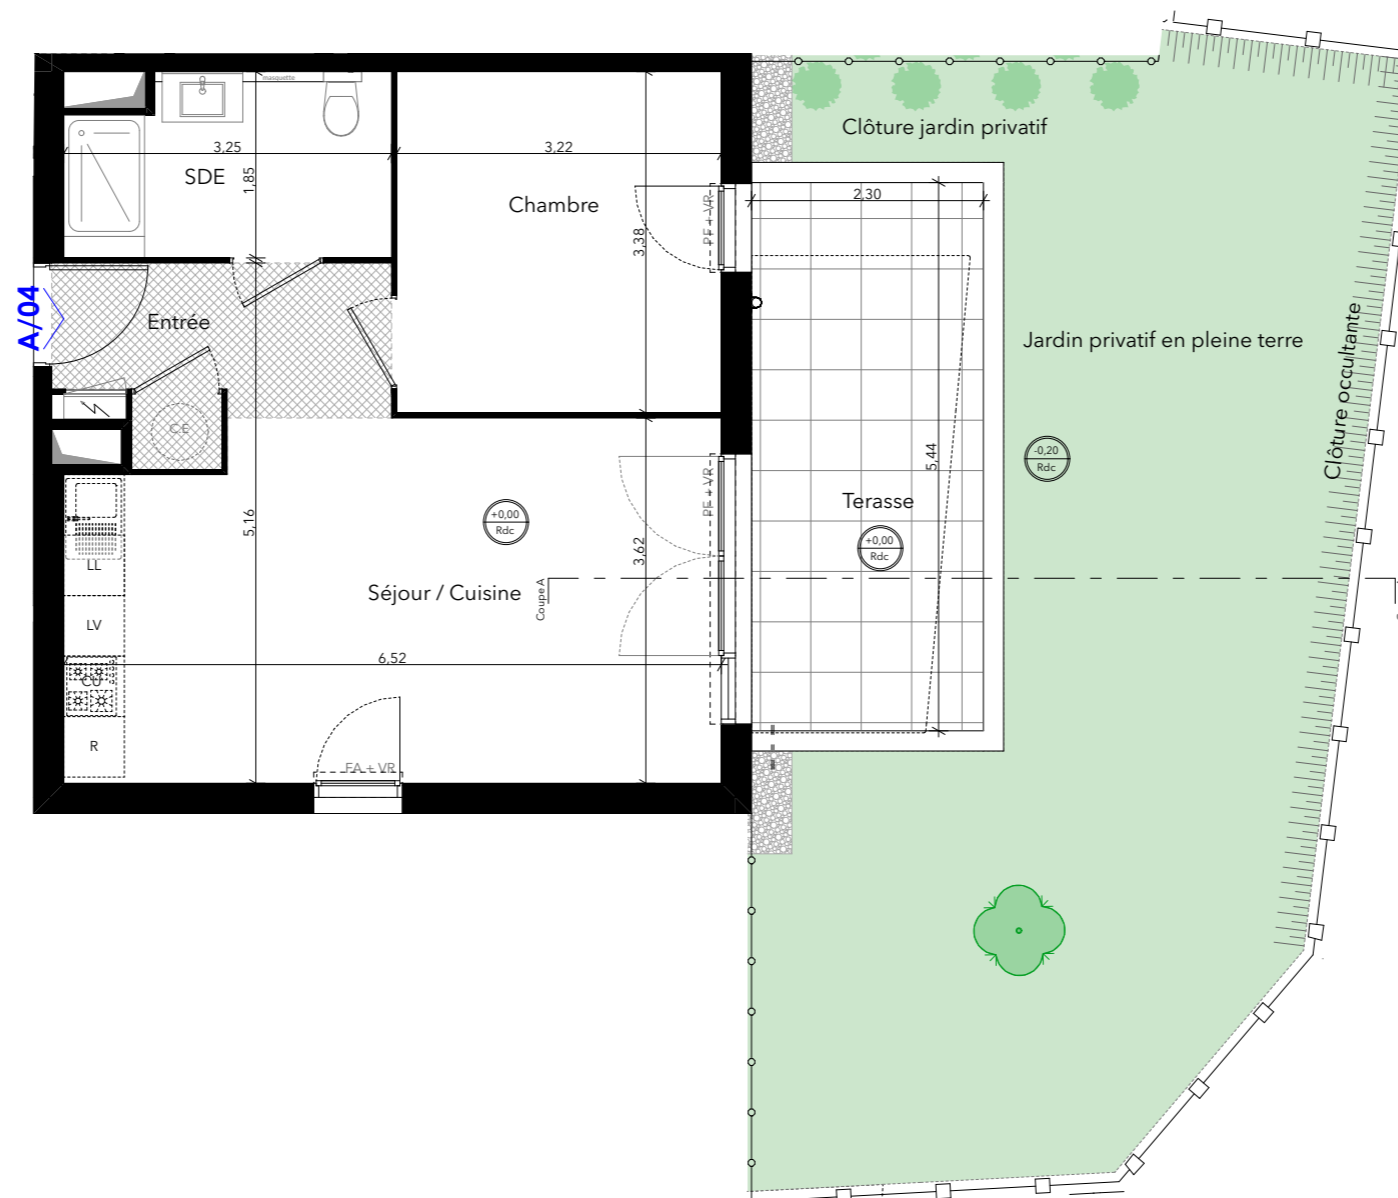 masquette
Clôture jardin privatif
3,25
3,22
SDE
1,85
Chambre
2,30
PF + VR
3,38
A/04
Entrée
Jardin privatif en pleine terre
Clôture occultante
C.E
-0,20
Rdc
5,44
PF + VR
Terasse
+0,00
Rdc
5,16
+0,00
Rdc
3,62
LL
Séjour / Cuisine
Coupe A
LV
6,52
CU
R
FA + VR